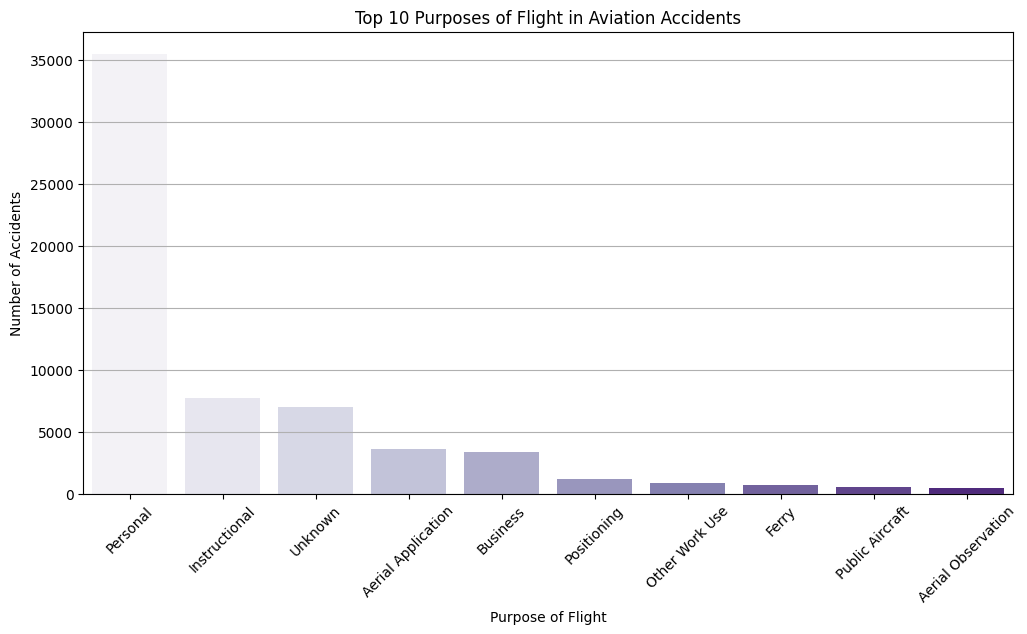 Top 10 Purposes of Flight in Aviation Accidents
Number of Accidents
35000
30000
25000
20000
15000
10000
5000
0
Personal
Instructional
Unknown
Aerial Application
Business
Positioning
Other Work Use
Ferry
Public Aircraft
Aerial Observation
Purpose of Flight